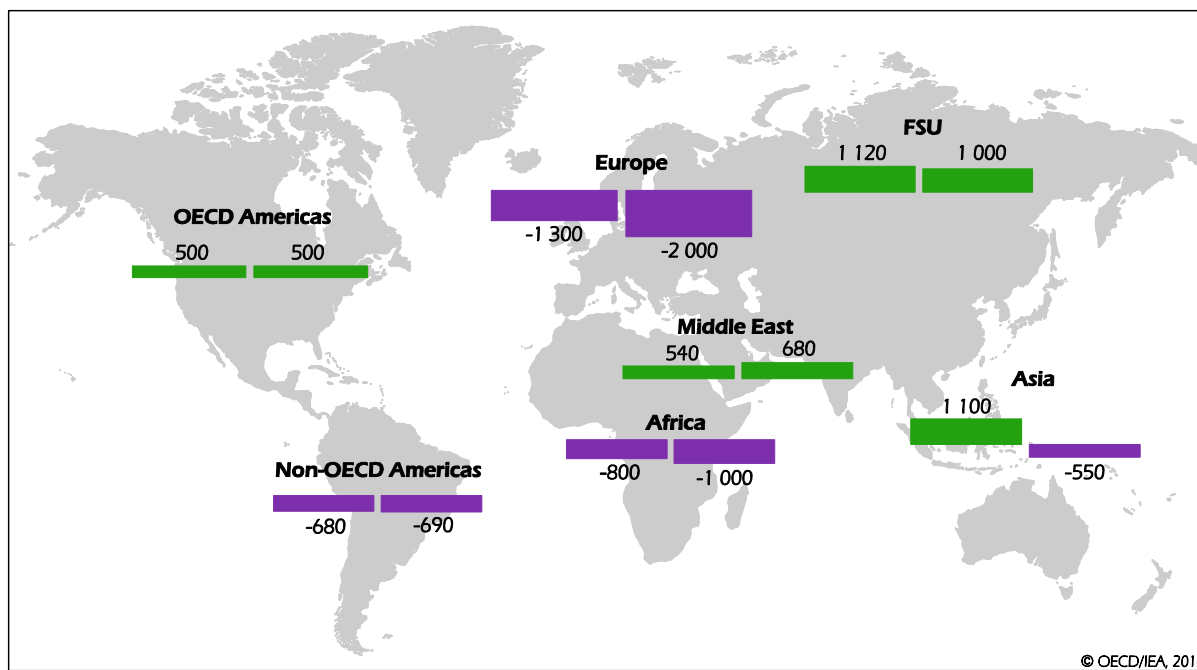 FSU
1 120 1 000
Europe
-1 300
-2 000
OECD Americas
500 500
Middle East
540 680
Asia
1 100
-550
Africa
-800
-1 000
Non-OECD Americas
-680 -690
© OECD/IEA, 201